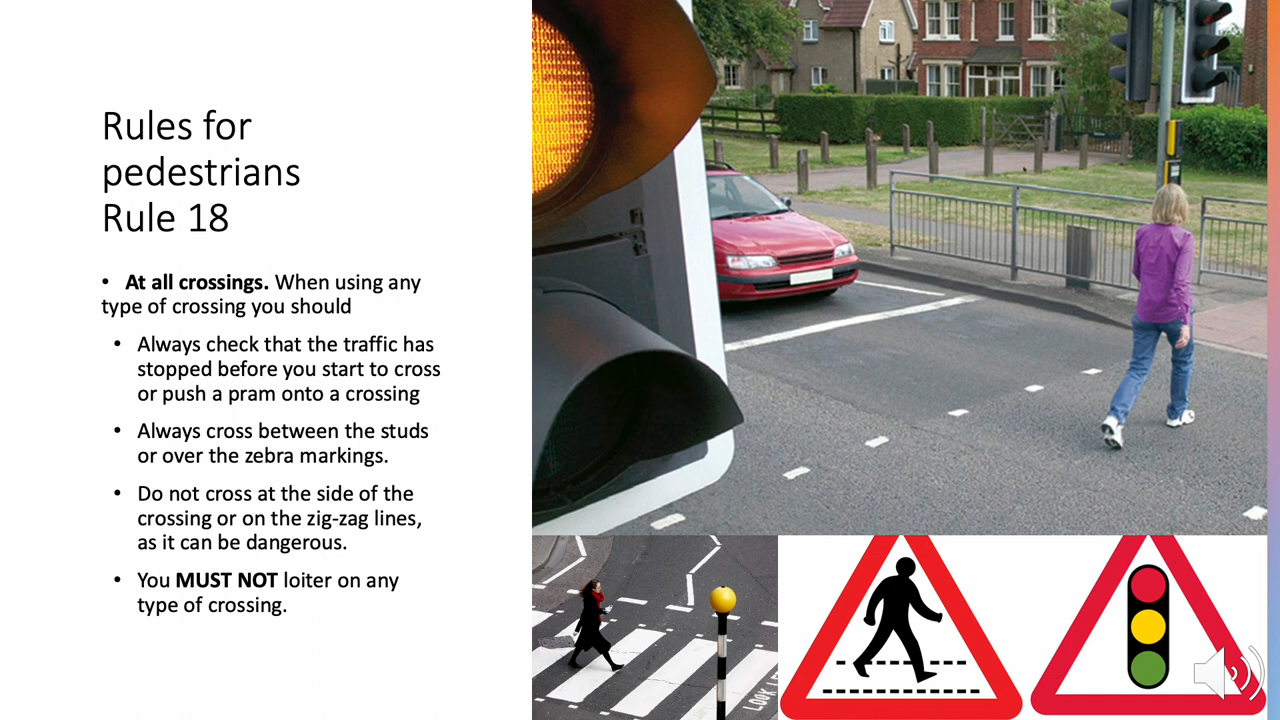 Rules for
pedestrians
Rule 18
• At all crossings. When using any
type of crossing you should
• Always check that the traffic has
stopped before you start to cross
or push a pram onto a crossing
• Always cross between the studs
or over the zebra markings.
• Do not cross at the side of the
crossing or on the zig-zag lines,
as it can be dangerous.
• You MUST NOT loiter on any
type of crossing.
LOOK